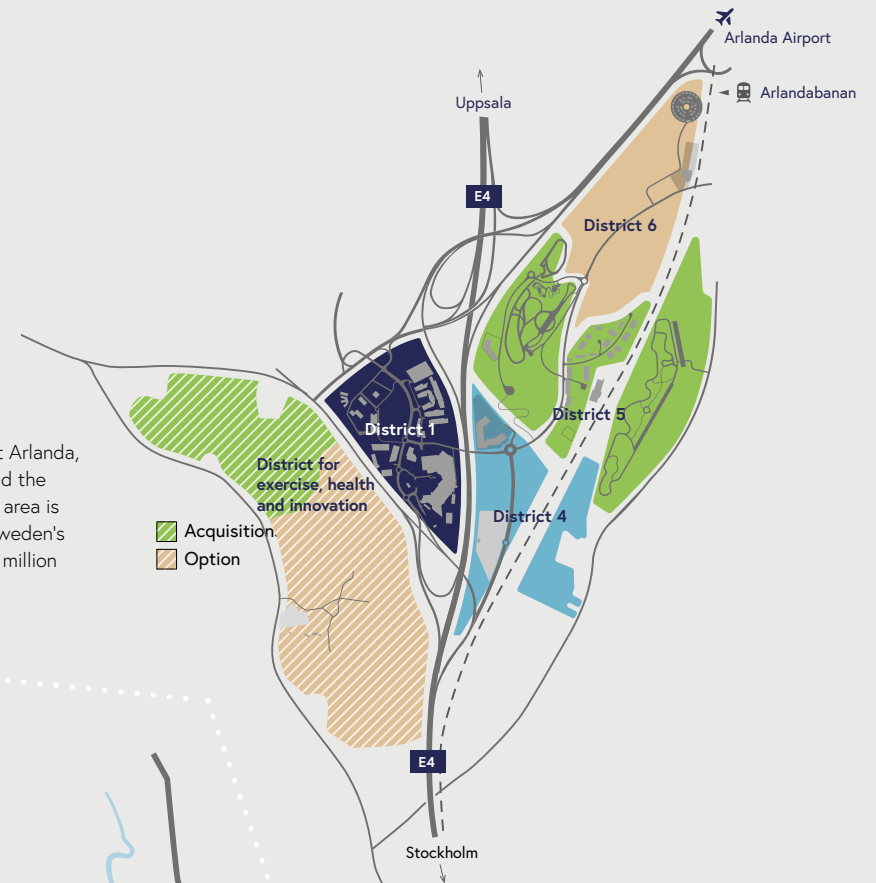 Arlanda Airport
Arlandabanan
Uppsala
E4
District 6
District 5
District 1
District for
exercise, health
and innovation
District 4
Acquisition
Option
t Arlanda,
d the
area is
weden's
million
E4
Stockholm